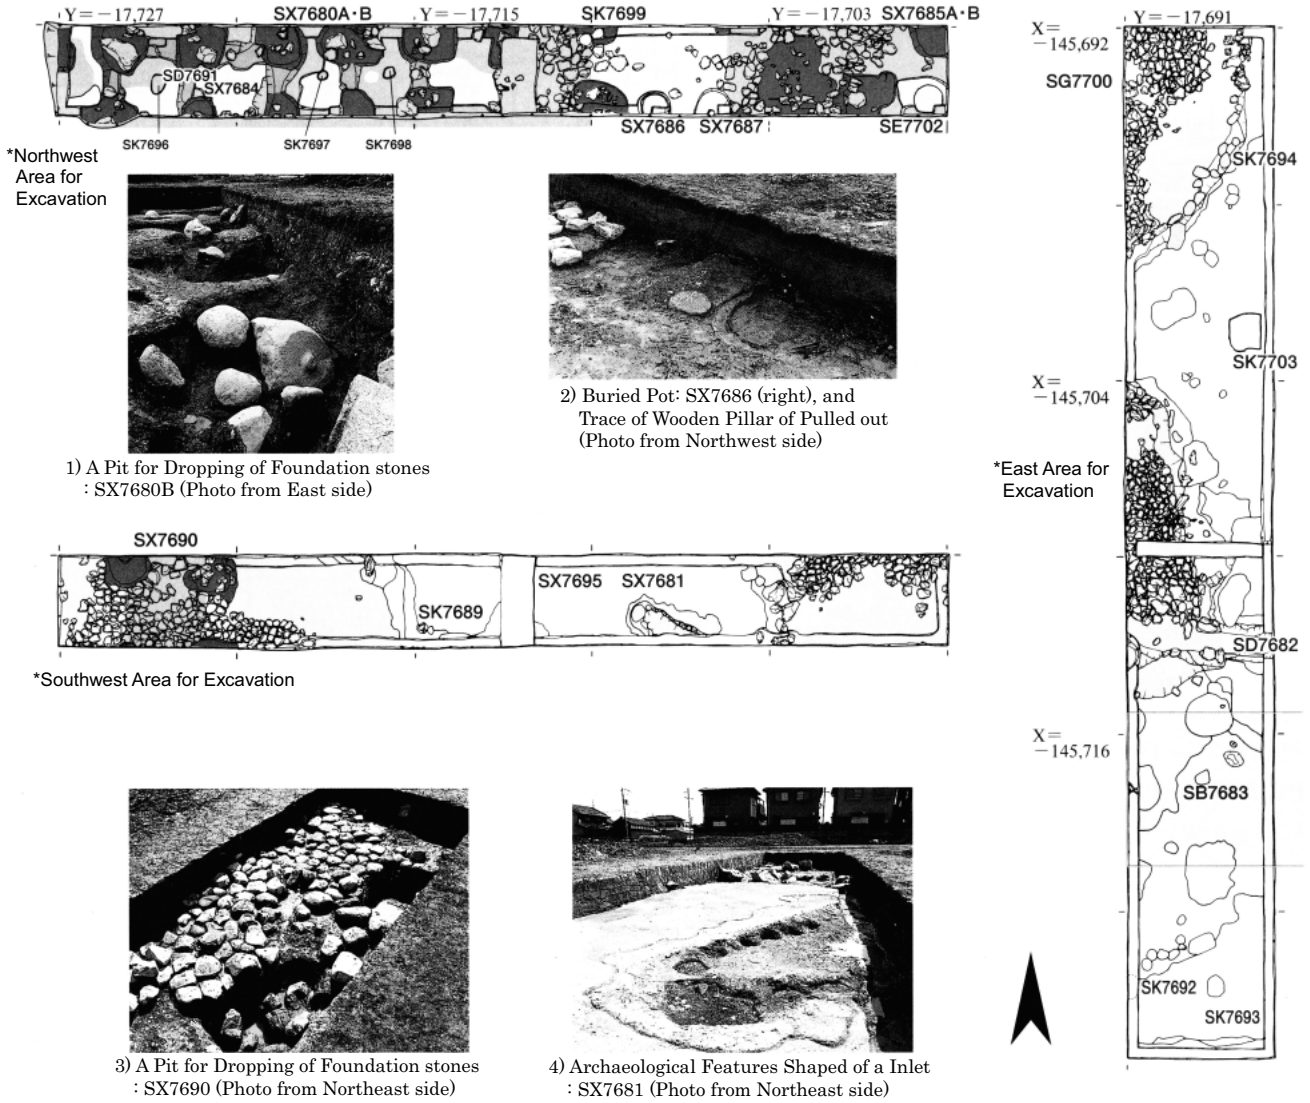 Y=－17,727
SX7680A・B
Y=－17,715
SK7699
Y=－17,703
SX7685A・B
SD7691
SX7684
SX7686
SX7687
SE7702
SK7696
SK7697
SK7698
*Northwest
Area for
Excavation
1) A Pit for Dropping of Foundation stones
: SX7680B (Photo from East side)
2) Buried Pot: SX7686 (right), and
Trace of Wooden Pillar of Pulled out
(Photo from Northwest side)
SX7690
SK7689
SX7695
SX7681
*Southwest Area for Excavation
3) A Pit for Dropping of Foundation stones
: SX7690 (Photo from Northeast side)
4) Archaeological Features Shaped of a Inlet
: SX7681 (Photo from Northeast side)
Y=－17,691
X=
－145,692
SG7700
SK7694
SK7703
X=
－145,704
*East Area for
Excavation
SD7682
X=
－145,716
SB7683
SK7692
SK7693